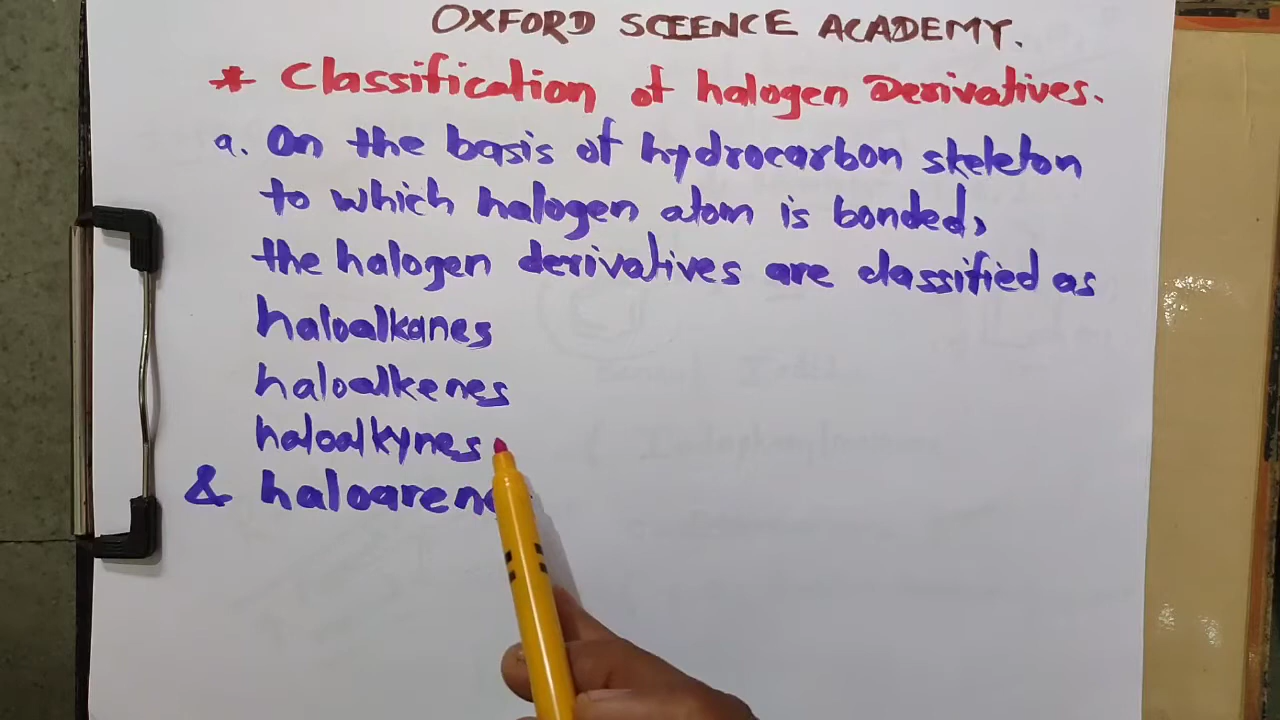 OXFORD SCIENCE ACADEMY.
* Classification of halogen Derivatives.
a. On the basis of hydrocarbon skeleton
to which halogen atom is bonded,
the halogen derivatives are classified as
haloalkanes
haloalkenes
haloalkynes
& haloarene